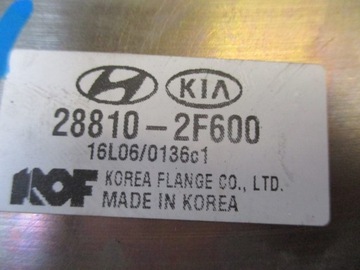 KIA
28810-2F600
16L06/0136c1
KOF KOREA FLANGE CO., LTD.
MADE IN KOREA